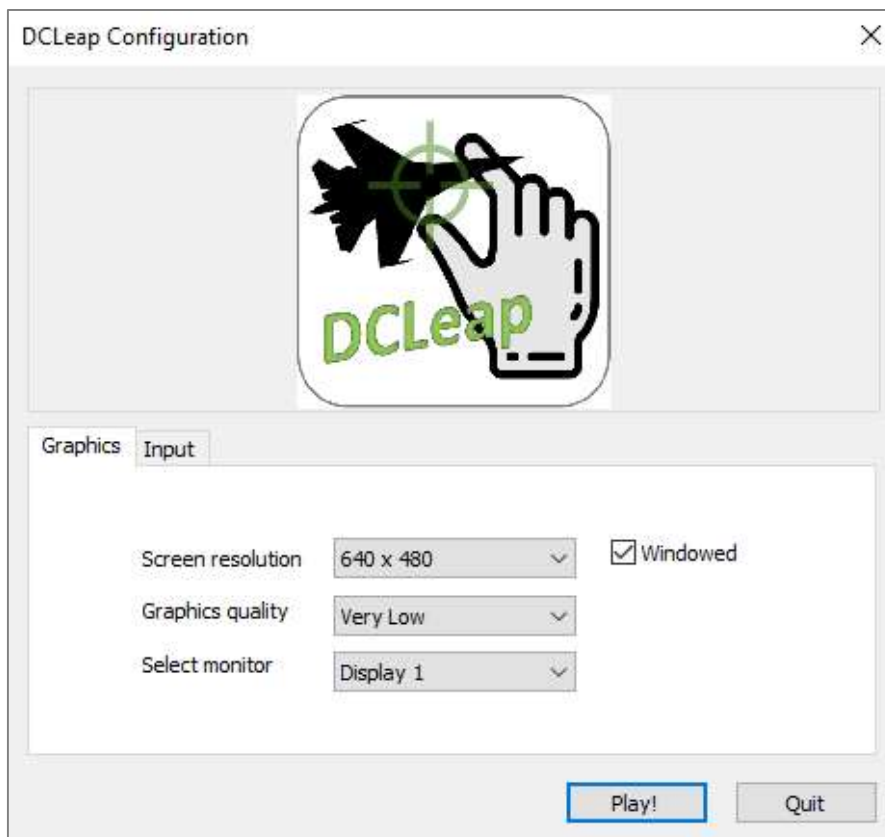 DCLeap Configuration
DCLeap
Graphics
Input
Screen resolution 640 x 480 Windowed
Graphics quality Very Low
Select monitor Display 1
Play! Quit